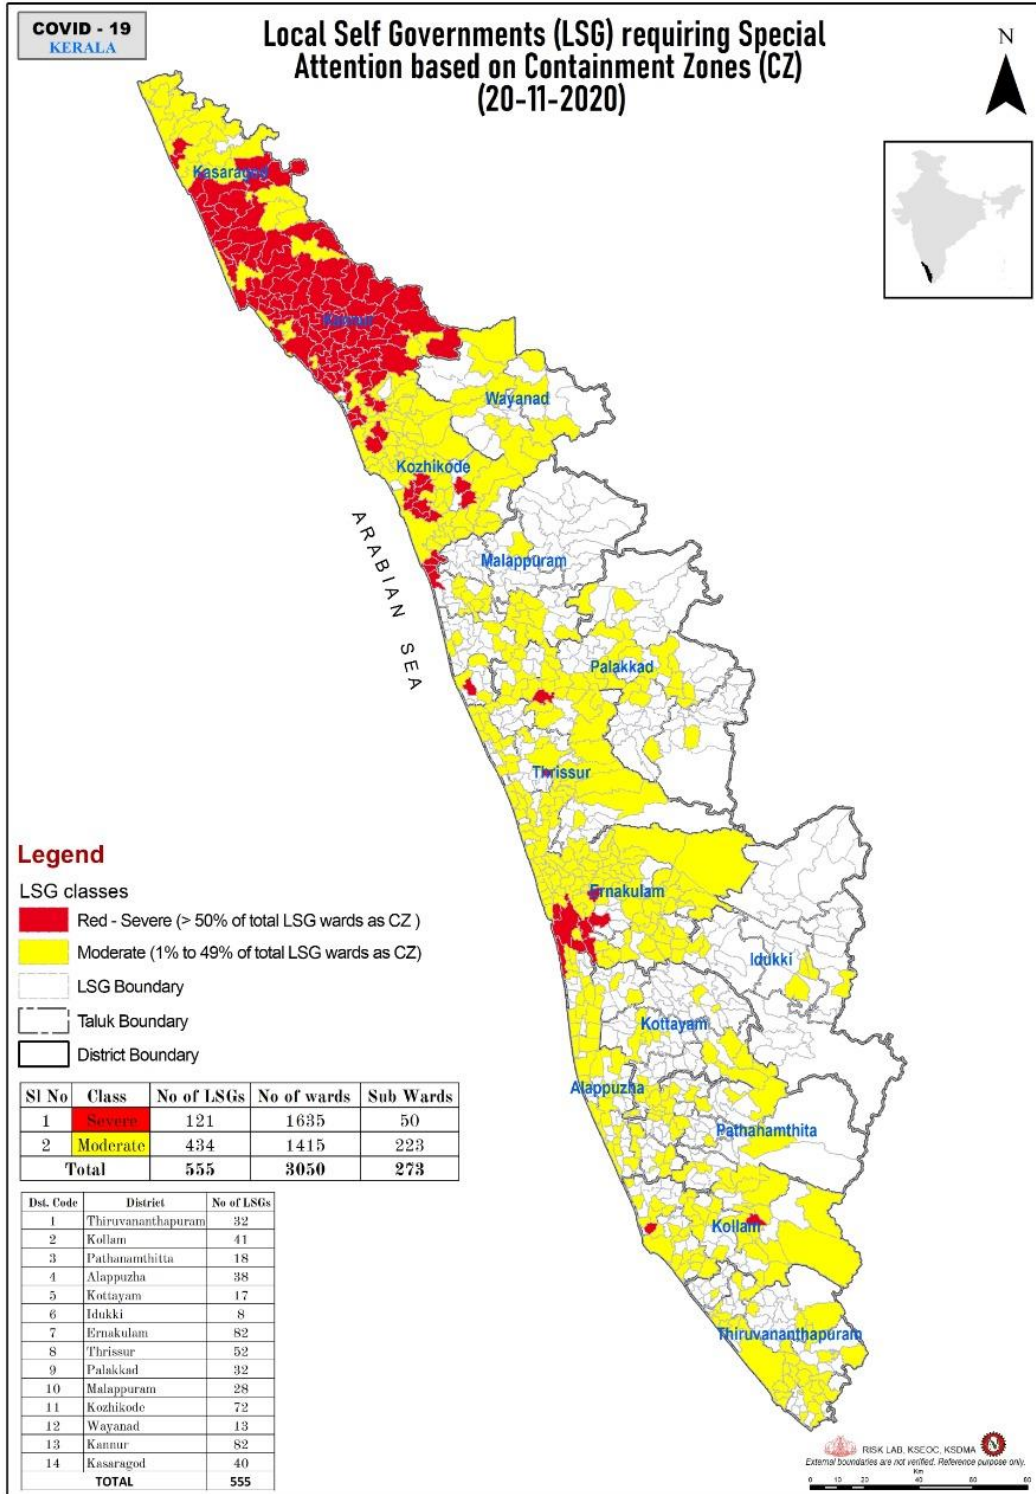 COVID - 19
KERALA
Local Self Governments (LSG) requiring Special
Attention based on Containment Zones (CZ)
(20-11-2020)
N
Kasaragod
Kannur
Wayanad
Kozhikode
Malappuram
ARABIAN SEA
Palakkad
Thrissur
Ernakulam
Idukki
Kottayam
Alappuzha
Pathanamthita
Kollam
Thiruvananthapuram
Legend
LSG classes
Red - Severe (> 50% of total LSG wards as CZ )
Moderate (1% to 49% of total LSG wards as CZ)
LSG Boundary
Taluk Boundary
District Boundary
Sl No Class No of LSGs No of wards Sub Wards
1 Severe 121 1635 50
2 Moderate 434 1415 223
Total 555 3050 273
Dst. Code District No of LSGs
1 Thiruvananthapuram 32
2 Kollam 41
3 Pathanamthitta 18
4 Alappuzha 38
5 Kottayam 17
6 Idukki 8
7 Ernakulam 82
8 Thrissur 52
9 Palakkad 32
10 Malappuram 28
11 Kozhikode 72
12 Wayanad 13
13 Kannur 82
14 Kasaragod 40
TOTAL 555
RISK LAB, KSEOC, KSDMA
External boundaries are not verified. Reference purpose only.
Km
0 10 20 40 60 80